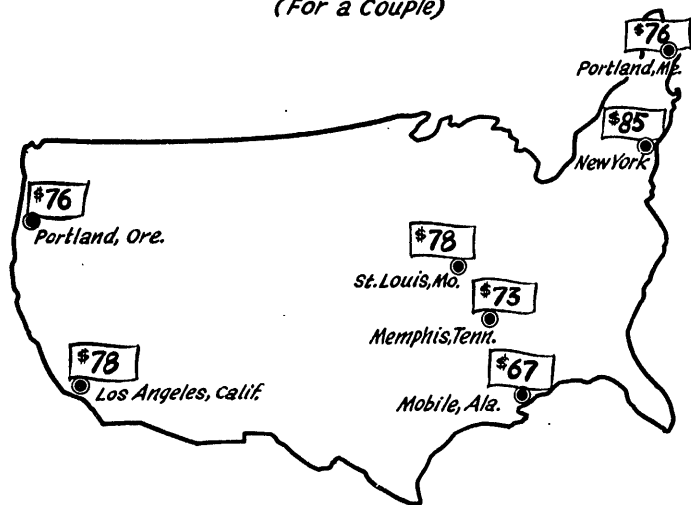 (For a Couple)
$76
Portland, Me.
$85
New York
$76
Portland, Ore.
$78
St. Louis, Mo.
$73
Memphis, Tenn.
$78
Los Angeles, Calif.
$67
Mobile, Ala.